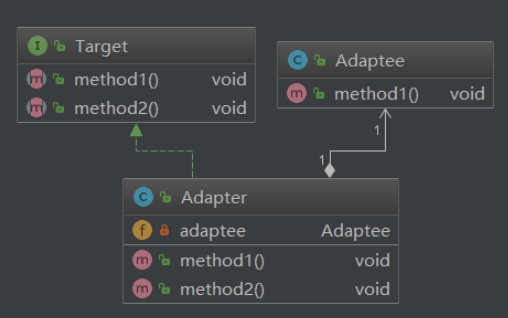 I Target
m method1() void
m method2() void
C Adaptee
m method1() void
1
1
C Adapter
f adaptee Adaptee
m method1() void
m method2() void